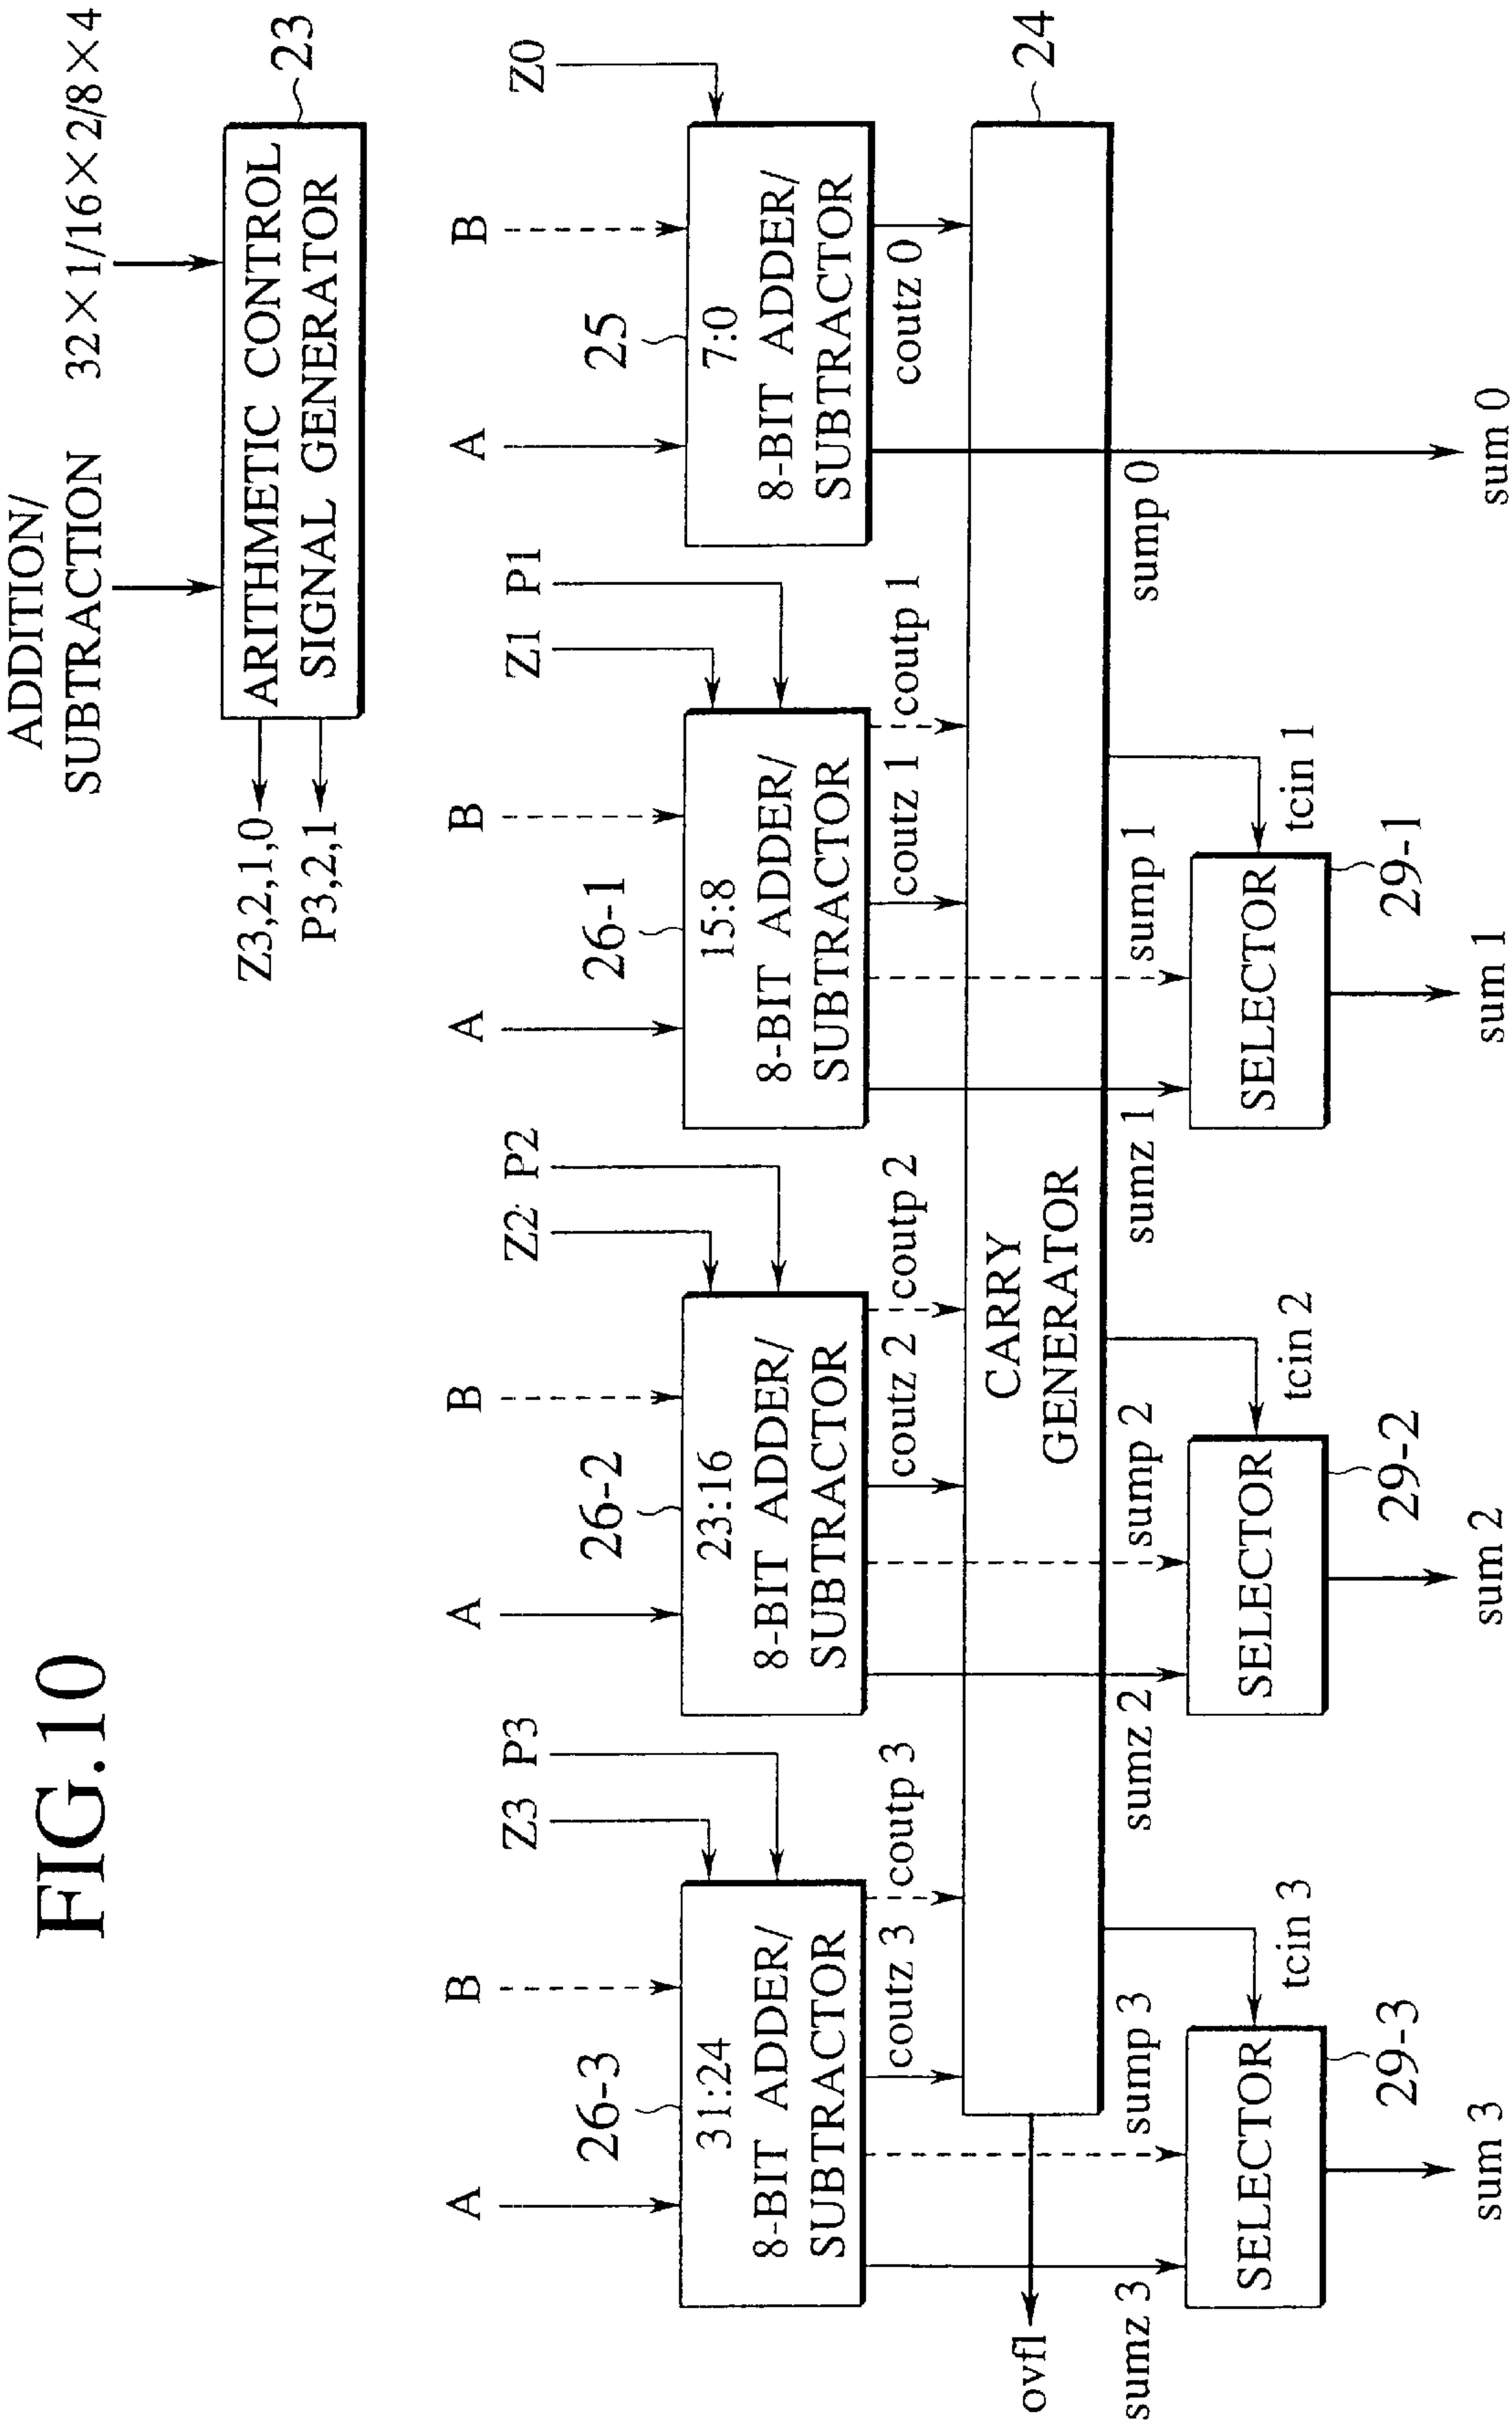 FIG.10
ADDITION/
SUBTRACTION
32×1/16×2/8×4
ARITHMETIC CONTROL
SIGNAL GENERATOR
23
Z3,2,1,0
P3,2,1
A
B
Z3
P3
26-3
31:24
8-BIT ADDER/
SUBTRACTOR
A
B
Z2
P2
26-2
23:16
8-BIT ADDER/
SUBTRACTOR
A
B
Z1
P1
26-1
15:8
8-BIT ADDER/
SUBTRACTOR
A
B
Z0
25
7:0
8-BIT ADDER/
SUBTRACTOR
coutz 3
coutp 3
coutz 2
coutp 2
coutz 1
coutp 1
coutz 0
CARRY
GENERATOR
24
ovfl
sumz 3
sump 3
tcin 3
sumz 2
sump 2
tcin 2
sumz 1
sump 1
tcin 1
sump 0
SELECTOR
29-3
SELECTOR
29-2
SELECTOR
29-1
sum 3
sum 2
sum 1
sum 0